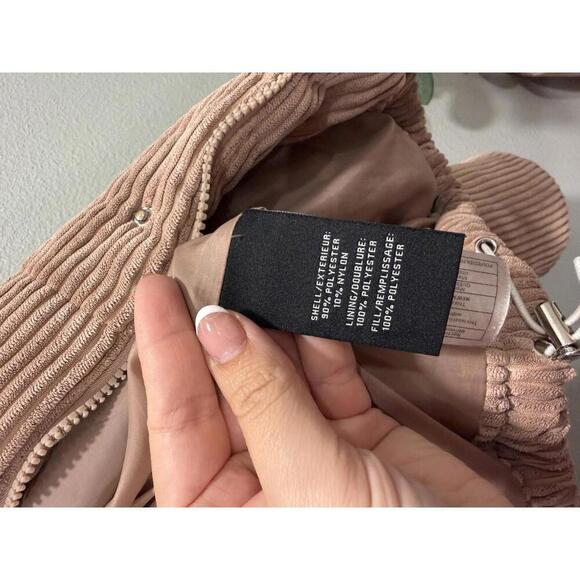 SHELL/EXTERIEUR:
90% POLYESTER
10% NYLON
LINING/DOUBLURE:
100% POLYESTER
FILL/REMPLISSAGE:
100% POLYESTER